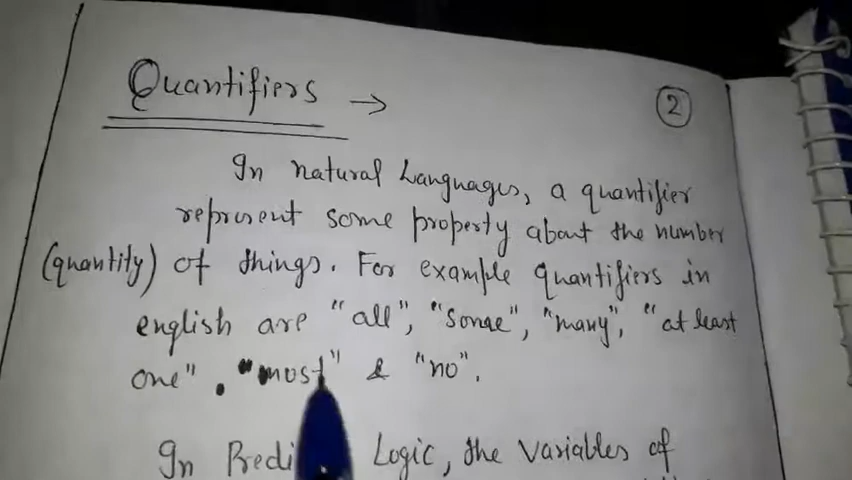 Quantifiers →
2
In natural Languages, a quantifier
represent some property about the number
(quantity) of things. For example quantifiers in
english are "all", "some", "many", "at least
one", "most" & "no".
In Logic, the variables of